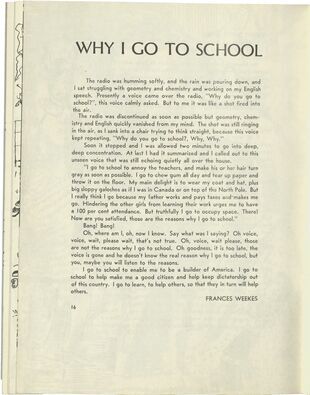 WHY I GO TO SCHOOL
The radio was humming softly, and the rain was pouring down, and
I sat struggling with geometry and chemistry and working on my English
speech. Presently a voice came over the radio, "Why do you go to
school?", this voice calmly asked. But to me it was like a shot fired into
the air.
The radio was discontinued as soon as possible but geometry, chem-
istry and English quickly vanished from my mind. The shot was still ringing
in the air, as I sank into a chair trying to think straight, because this voice
kept repeating, "Why do you go to school?, Why, Why."
Soon it stepped and I was allowed two minutes to go into deep,
deep concentration. At last I had it summarized and I called out to this
unseen voice that was still echoing quietly all over the house.
"I go to school to annoy the teachers, and make his or her hair turn
gray as soon as possible. I go to chew gum all day and tear up paper and
throw it on the floor. My main delight is to wear my coat and hat, plus
big sloppy galoshes as if I was in Canada or on top of the North Pole. But
I really think I go because my father works and pays taxes and makes me
go. Hindering the other girls from learning their work urges me to have
a 100 per cent attendance. But truthfully I go to occupy space. There!
Now are you satisfied, those are the reasons why I go to school."
Bang! Bang!
Oh, where am I, oh, now I know. Say what was I saying? Oh voice,
voice, wait, please wait, that's not true. Oh, voice, wait please, those
are not the reasons why I go to school. Oh goodness, it is too late, the
voice is gone and he doesn't know the real reason why I go to school, but
you, maybe you will listen to the reasons.
I go to school to enable me to be a builder of America. I go to
school to help make me a good citizen and help keep dictatorship out
of this country. I go to learn, to help others, so that they in turn will help
others.
FRANCES WEEKES
16